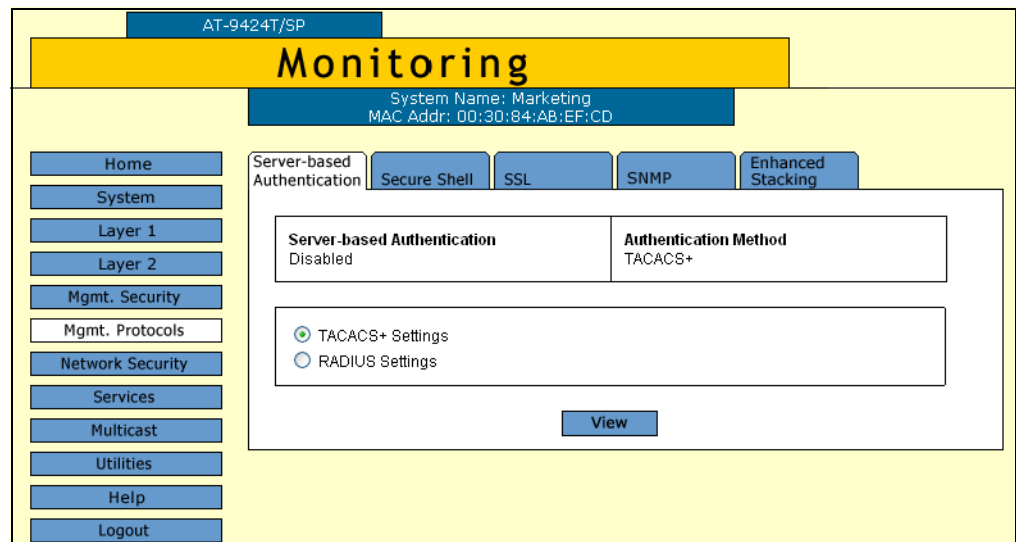 AT-9424T/SP
Monitoring
System Name: Marketing
MAC Addr: 00:30:84:AB:EF:CD
Home
System
Layer 1
Layer 2
Mgmt. Security
Mgmt. Protocols
Network Security
Services
Multicast
Utilities
Help
Logout
Server-based
Authentication
Secure Shell
SSL
SNMP
Enhanced
Stacking
Server-based Authentication
Disabled
Authentication Method
TACACS+
TACACS+ Settings
RADIUS Settings
View